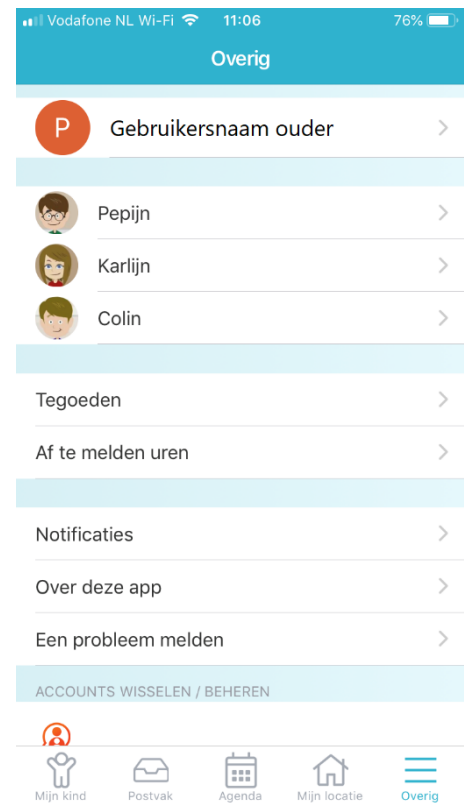 Vodafone NL Wi-Fi 11:06 76%
Overig
P Gebruikersnaam ouder
Pepijn
Karlijn
Colin
Tegoeden
Af te melden uren
Notificaties
Over deze app
Een probleem melden
ACCOUNTS WISSELEN / BEHEREN
Mijn kind Postvak Agenda Mijn locatie Overig